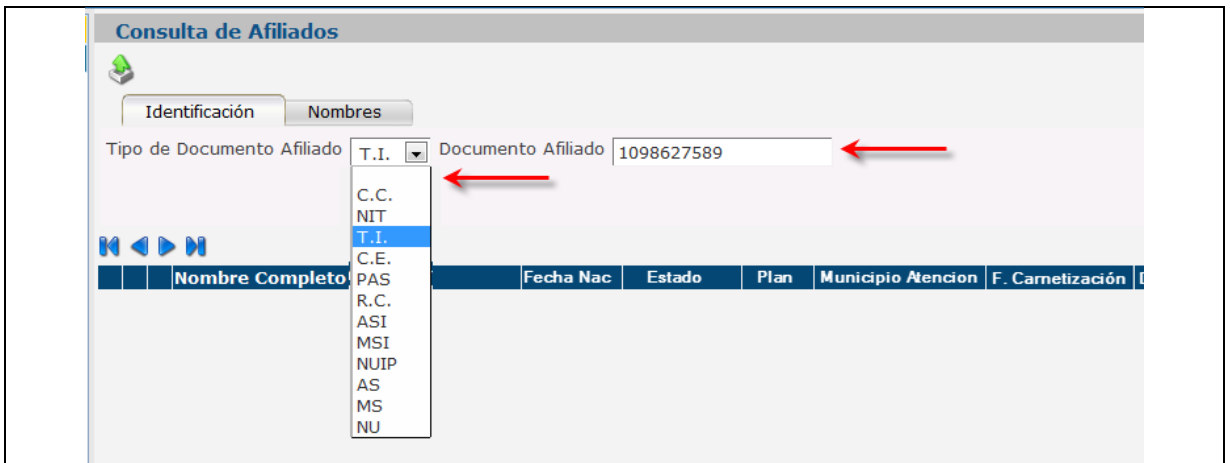 Consulta de Afiliados
Identificación Nombres
Tipo de Documento Afiliado T.I. Documento Afiliado 1098627589
C.C.
NIT
T.I.
C.E.
Nombre Completo Fecha Nac Estado Plan Municipio Atencion F. Carnetización
PAS
R.C.
ASI
MSI
NUIP
AS
MS
NU